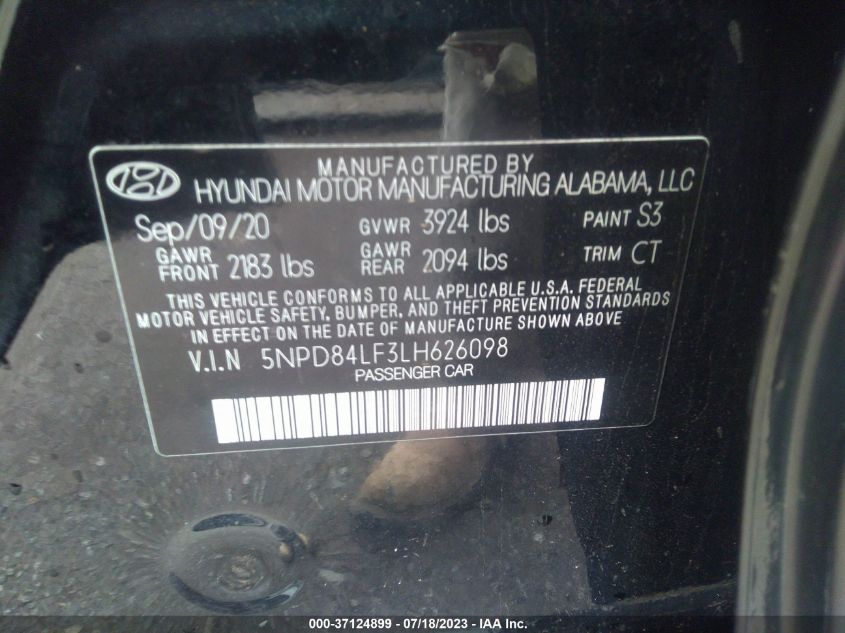 MANUFACTURED BY
HYUNDAI MOTOR MANUFACTURING ALABAMA, LLC
Sep/09/20 GVWR 3924 lbs PAINT S3
GAWR FRONT 2183 lbs GAWR REAR 2094 lbs TRIM CT
THIS VEHICLE CONFORMS TO ALL APPLICABLE U.S.A. FEDERAL
MOTOR VEHICLE SAFETY, BUMPER, AND THEFT PREVENTION STANDARDS
IN EFFECT ON THE DATE OF MANUFACTURE SHOWN ABOVE
V.I.N 5NPD84LF3LH626098
PASSENGER CAR
000-37124899 - 07/18/2023 - IAA Inc.